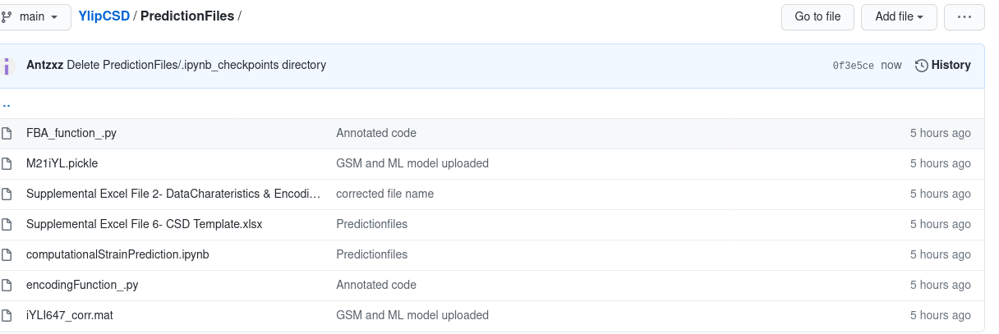 main YlipCSD / PredictionFiles / Go to file Add file ...
Antzxz Delete PredictionFiles/.ipynb_checkpoints directory 0f3e5ce now History
..
FBA_function_.py Annotated code 5 hours ago
M21iYL.pickle GSM and ML model uploaded 5 hours ago
Supplemental Excel File 2- DataCharateristics & Encodi... corrected file name 5 hours ago
Supplemental Excel File 6- CSD Template.xlsx Predictionfiles 5 hours ago
computationalStrainPrediction.ipynb Predictionfiles 5 hours ago
encodingFunction_.py Annotated code 5 hours ago
iYLI647_corr.mat GSM and ML model uploaded 5 hours ago